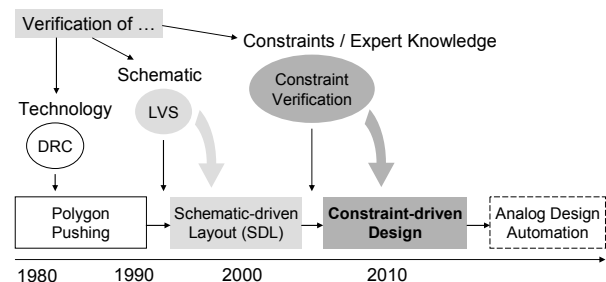 Verification of ...
Constraints / Expert Knowledge
Schematic
Constraint
Verification
Technology
LVS
DRC
Polygon
Pushing
Schematic-driven
Layout (SDL)
Constraint-driven
Design
Analog Design
Automation
1980
1990
2000
2010